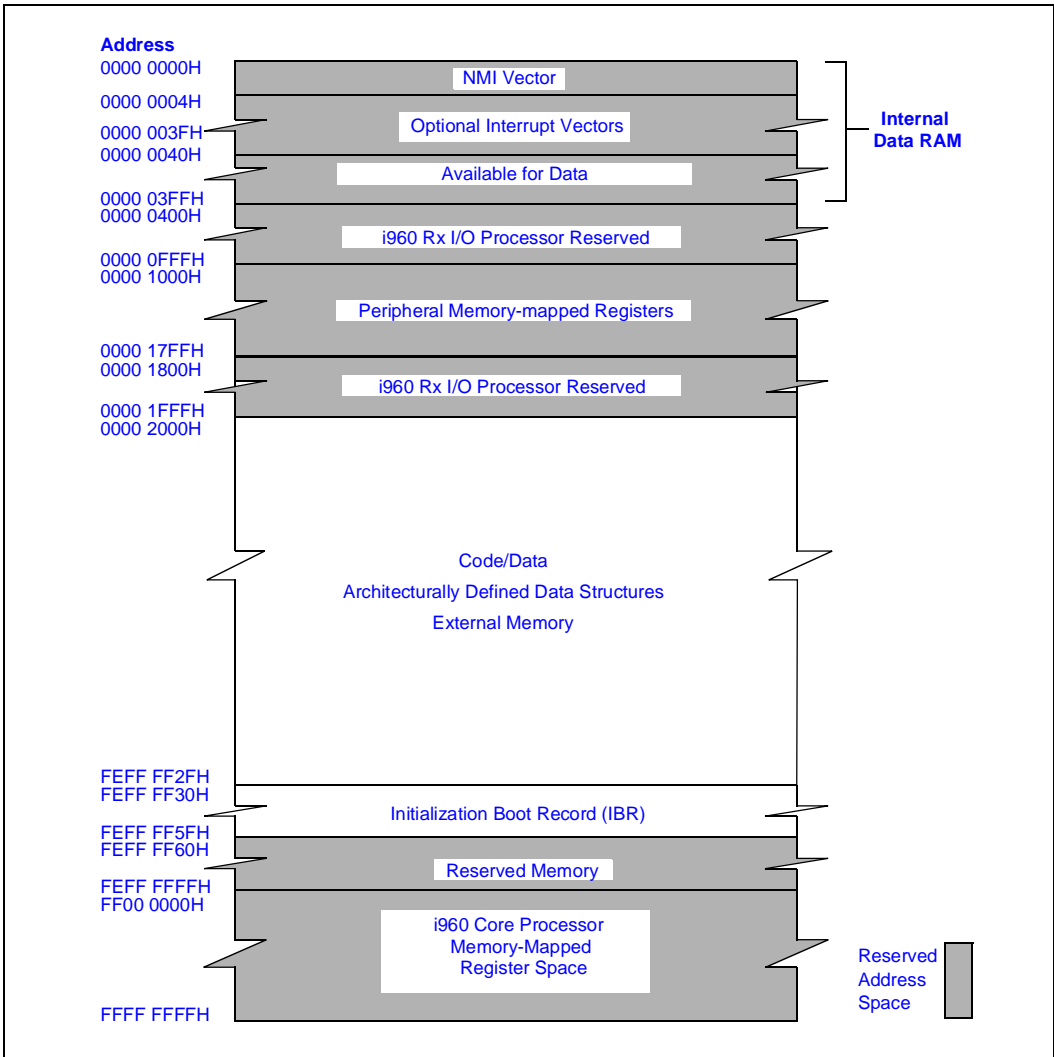 Address
0000 0000H
NMI Vector
0000 0004H
Optional Interrupt Vectors
0000 003FH
Internal
Data RAM
0000 0040H
Available for Data
0000 03FFH
0000 0400H
i960 Rx I/O Processor Reserved
0000 0FFFH
0000 1000H
Peripheral Memory-mapped Registers
0000 17FFH
0000 1800H
i960 Rx I/O Processor Reserved
0000 1FFFH
0000 2000H
Code/Data
Architecturally Defined Data Structures
External Memory
FEFF FF2FH
FEFF FF30H
Initialization Boot Record (IBR)
FEFF FF5FH
FEFF FF60H
Reserved Memory
FEFF FFFFH
FF00 0000H
i960 Core Processor
Memory-Mapped
Register Space
Reserved
Address
Space
FFFF FFFFH